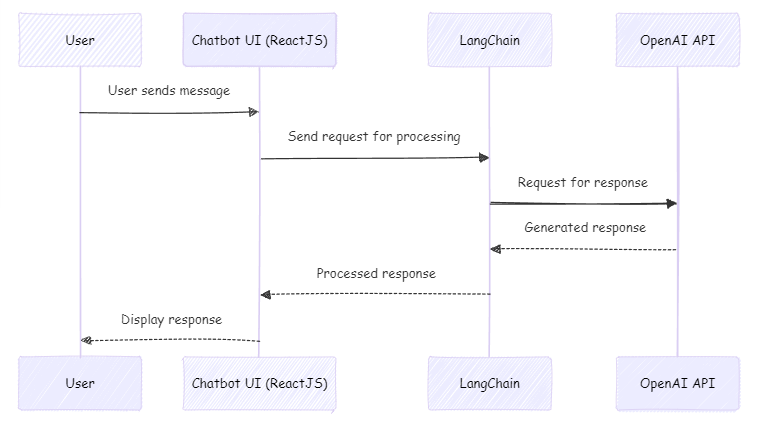 User
Chatbot UI (ReactJS)
LangChain
OpenAI API
User sends message
Send request for processing
Request for response
Generated response
Processed response
Display response
User
Chatbot UI (ReactJS)
LangChain
OpenAI API